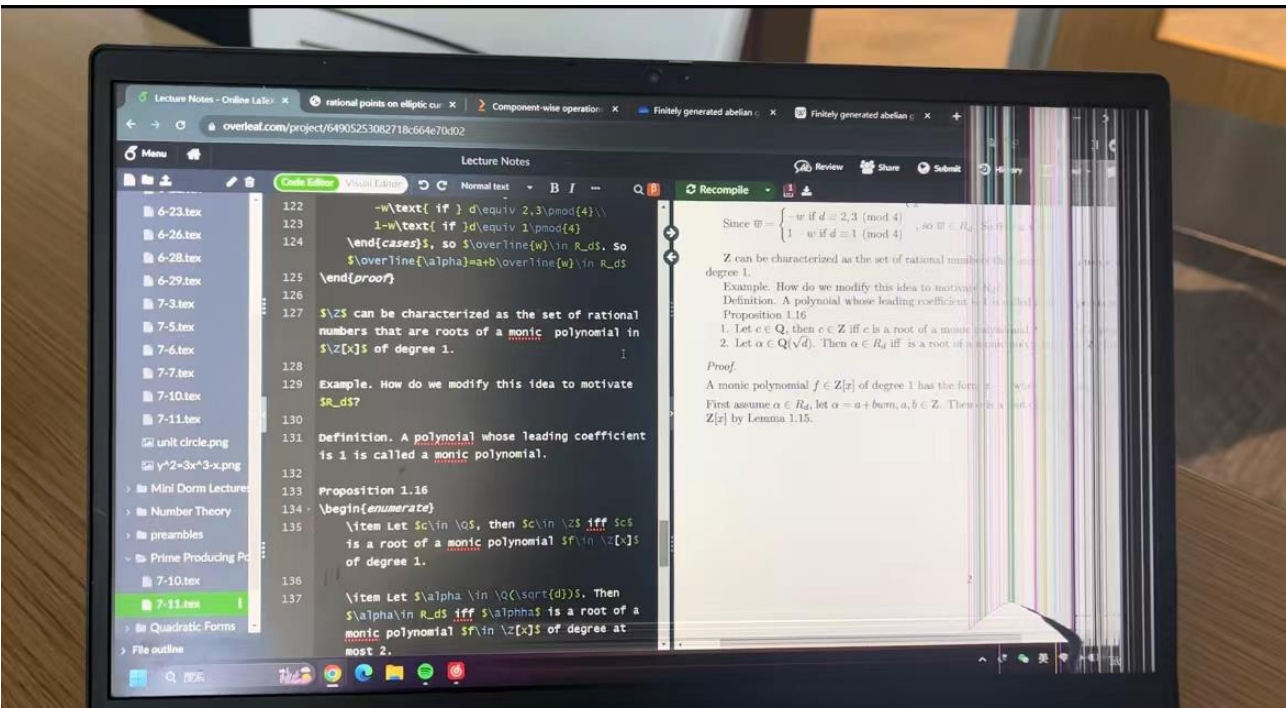 Lecture Notes - Online LaTeX
rational points on elliptic cur
Component-wise operation
Finitely generated abelian g
Finitely generated abelian g
overleaf.com/project/64905253082718c664e70d02
Menu
Lecture Notes
Review
Share
Submit
Code Editor
Visual Editor
Normal text
B I
Recompile
1
6-23.tex
6-26.tex
6-28.tex
6-29.tex
7-3.tex
7-5.tex
7-6.tex
7-7.tex
7-10.tex
7-11.tex
unit circle.png
y^2=3x^3-x.png
Mini Dorm Lectures
Number Theory
preambles
Prime Producing Po
7-10.tex
7-11.tex
Quadratic Forms
File outline
122 -w\text{ if } d\equiv 2,3\pmod{4}\\
123 1-w\text{ if }d\equiv 1\pmod{4}
124 \end{cases}$, so $\overline{w}\in R_d$. So
$\overline{\alpha}=a+b\overline{w}\in R_d$
125 \end{proof}
126
127 $\Z$ can be characterized as the set of rational
numbers that are roots of a monic polynomial in
$\Z[x]$ of degree 1.
128
129 Example. How do we modify this idea to motivate
$R_d$?
130
131 Definition. A polynoial whose leading coefficient
is 1 is called a monic polynomial.
132
133 Proposition 1.16
134 \begin{enumerate}
135 \item Let $c\in \Q$, then $c\in \Z$ iff $c$
is a root of a monic polynomial $f\in \Z[x]$
of degree 1.
136
137 \item Let $\alpha \in \Q(\sqrt{d})$. Then
$\alpha\in R_d$ iff $\alphha$ is a root of a
monic polynomial $f\in \Z[x]$ of degree at
most 2.
Since w̅ = { −w if d ≡ 2, 3 (mod 4)
1 − w if d ≡ 1 (mod 4) , so w̅ ∈ R_d.
Z can be characterized as the set of rational numbers
degree 1.
Example. How do we modify this idea to motivate
Definition. A polynoial whose leading coefficient
Proposition 1.16
1. Let c ∈ Q, then c ∈ Z iff c is a root of a monic
2. Let α ∈ Q(√d). Then α ∈ R_d iff is a root of
Proof.
A monic polynomial f ∈ Z[x] of degree 1 has the form
First assume α ∈ R_d, let α = a + bwm, a, b ∈ Z. Then
Z[x] by Lemma 1.15.
2
英